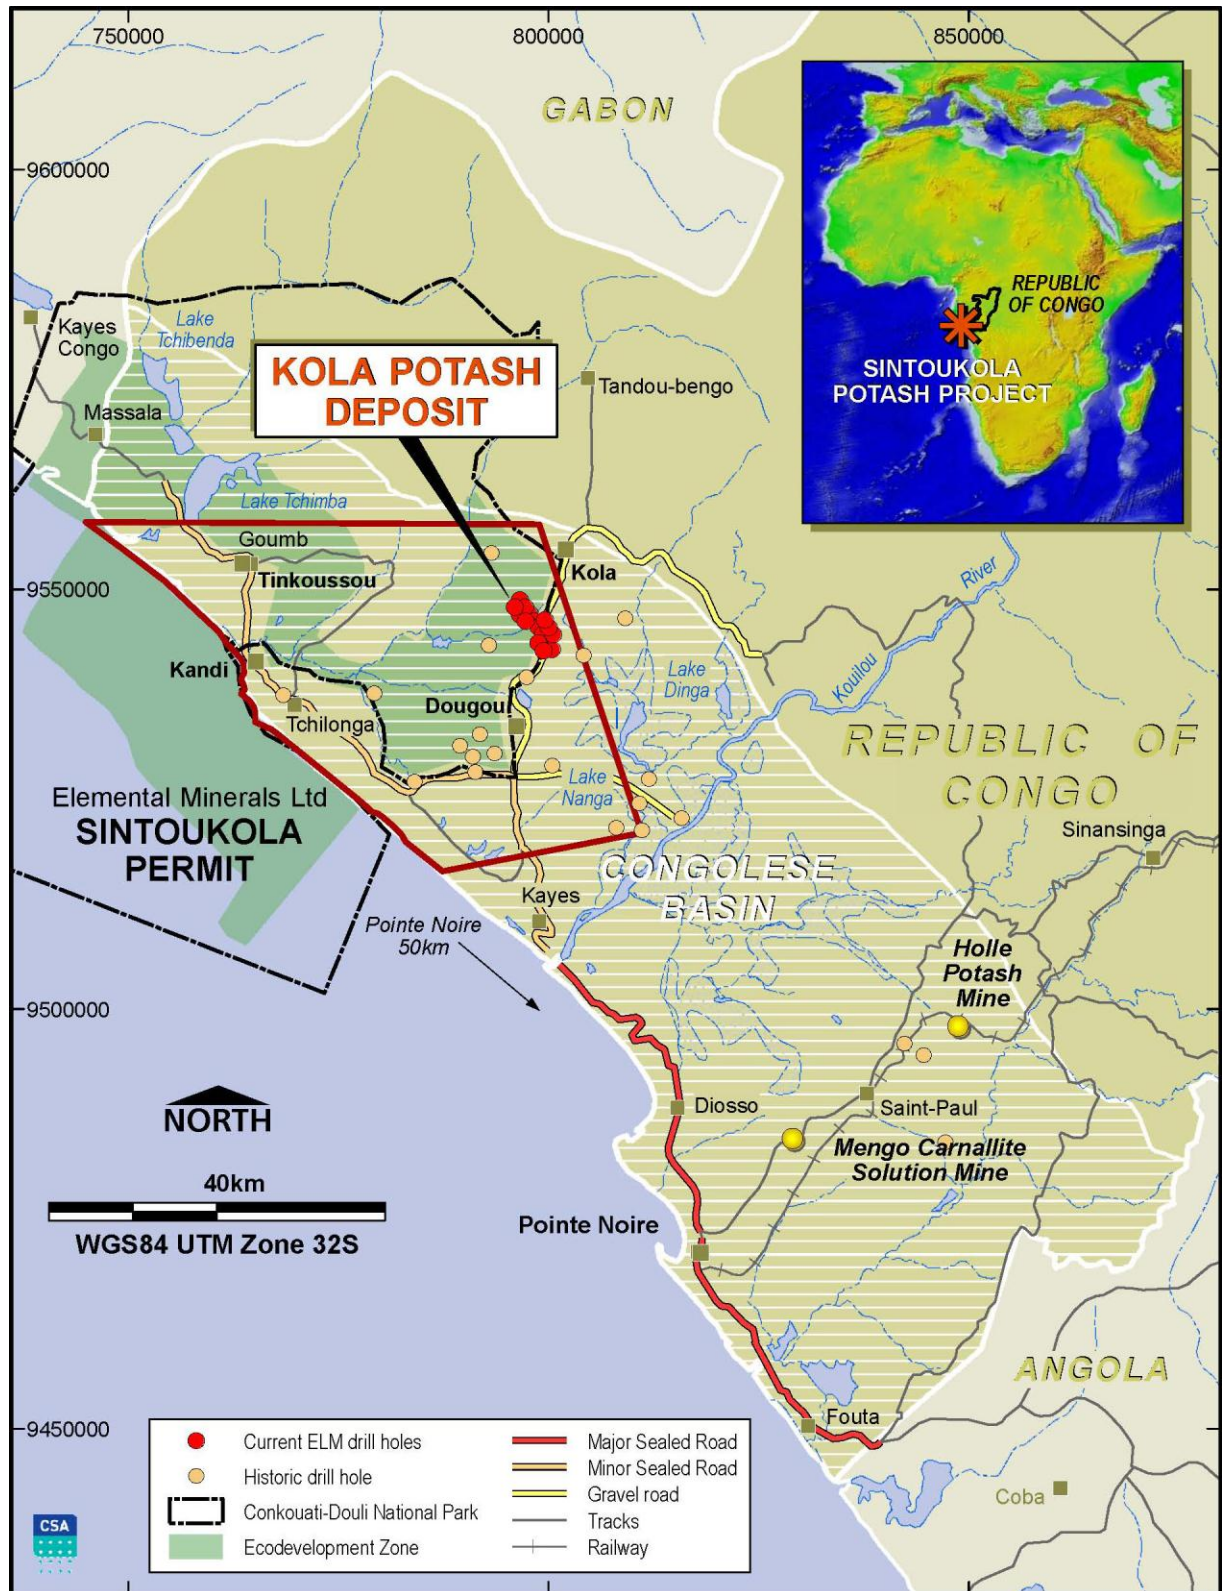 750000
800000
850000
GABON
9600000
REPUBLIC
OF CONGO
SINTOUKOLA
POTASH PROJECT
Kayes
Congo
Lake
Tchibenda
KOLA POTASH
DEPOSIT
Tandou-bengo
Massala
Lake Tchimba
Goumb
Tinkoussou
Kola
River
9550000
Kandi
Lake
Dinga
Kouilou
Dougou
Tchilonga
REPUBLIC OF
CONGO
Lake
Nanga
Elemental Minerals Ltd
SINTOUKOLA
PERMIT
Sinansinga
CONGOLESE
BASIN
Kayes
Pointe Noire
50km
Holle
Potash
Mine
9500000
NORTH
Diosso
Saint-Paul
Mengo Carnallite
Solution Mine
40km
WGS84 UTM Zone 32S
Pointe Noire
ANGOLA
Fouta
9450000
Coba
Current ELM drill holes
Historic drill hole
Conkouati-Douli National Park
Ecodevelopment Zone
Major Sealed Road
Minor Sealed Road
Gravel road
Tracks
Railway
CSA